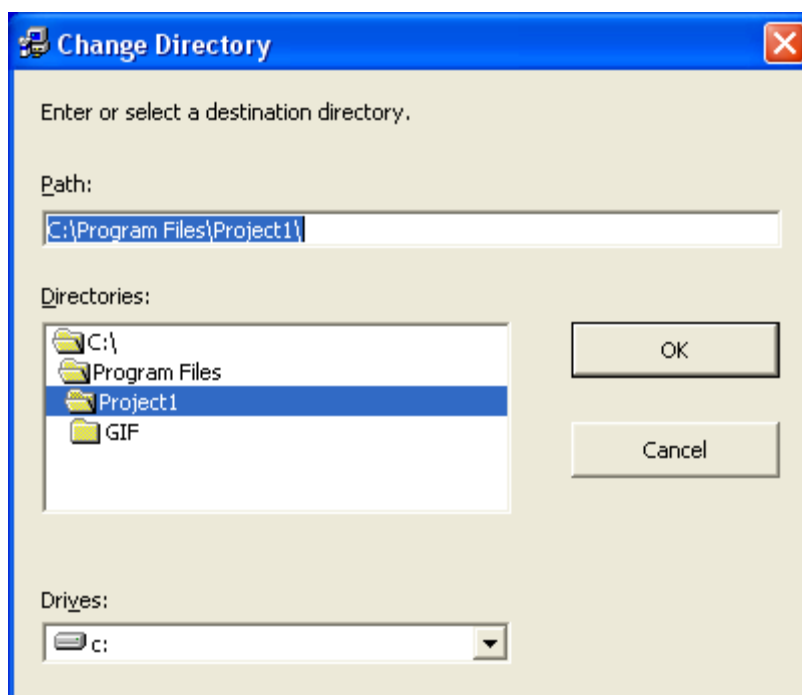 Change Directory
Enter or select a destination directory.
Path:
C:\Program Files\Project1\
Directories:
C:\
Program Files
Project1
GIF
OK
Cancel
Drives:
c: